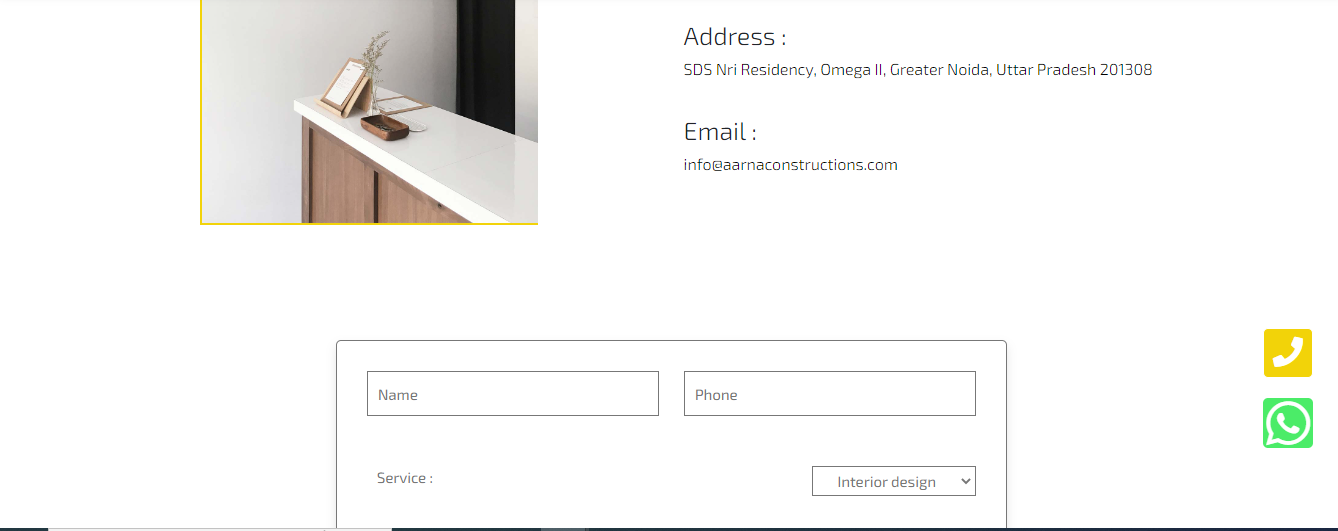 Address :
SDS Nri Residency, Omega II, Greater Noida, Uttar Pradesh 201308
Email :
info@aarnaconstructions.com
Name
Phone
Service :
Interior design